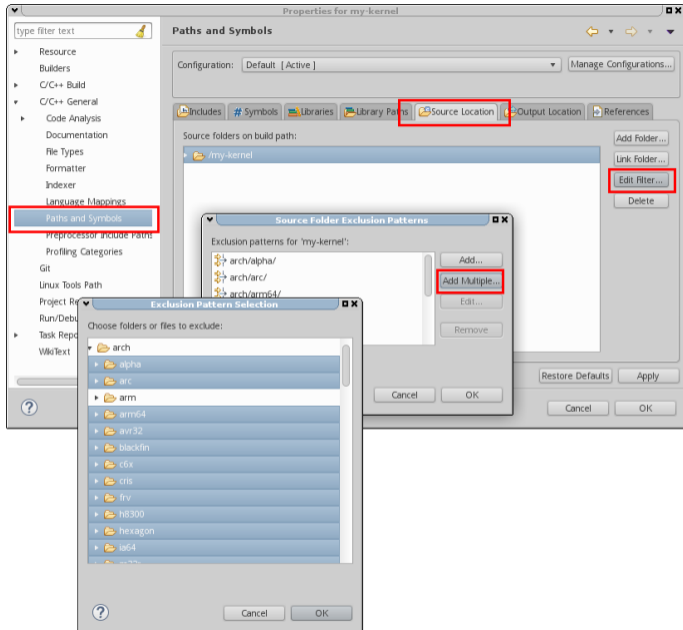 Properties for my-kernel
type filter text
Paths and Symbols
Resource
Builders
C/C++ Build
C/C++ General
Code Analysis
Documentation
File Types
Formatter
Indexer
Language Mappings
Paths and Symbols
Preprocessor Include Paths
Profiling Categories
Git
Linux Tools Path
Project Re
Run/Debu
Task Repo
WikiText
Configuration: Default [ Active ]
Manage Configurations...
Includes # Symbols Libraries Library Paths Source Location Output Location References
Source folders on build path:
/my-kernel
Add Folder...
Link Folder...
Edit Filter...
Delete
Source Folder Exclusion Patterns
Exclusion patterns for 'my-kernel':
arch/alpha/
arch/arc/
arch/arm64/
Add...
Add Multiple...
Edit...
Remove
Cancel OK
Restore Defaults Apply
Cancel OK
Exclusion Pattern Selection
Choose folders or files to exclude:
arch
alpha
arc
arm
arm64
avr32
blackfin
c6x
cris
frv
h8300
hexagon
ia64
Cancel OK